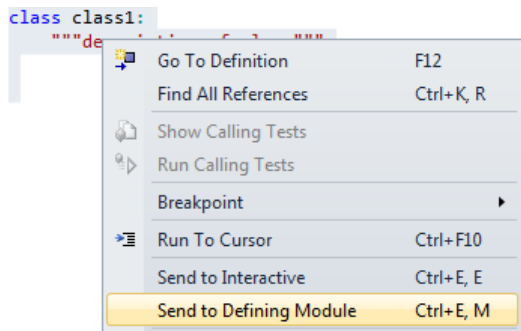 class class1:
"""de
Go To Definition F12
Find All References Ctrl+K, R
Show Calling Tests
Run Calling Tests
Breakpoint
Run To Cursor Ctrl+F10
Send to Interactive Ctrl+E, E
Send to Defining Module Ctrl+E, M